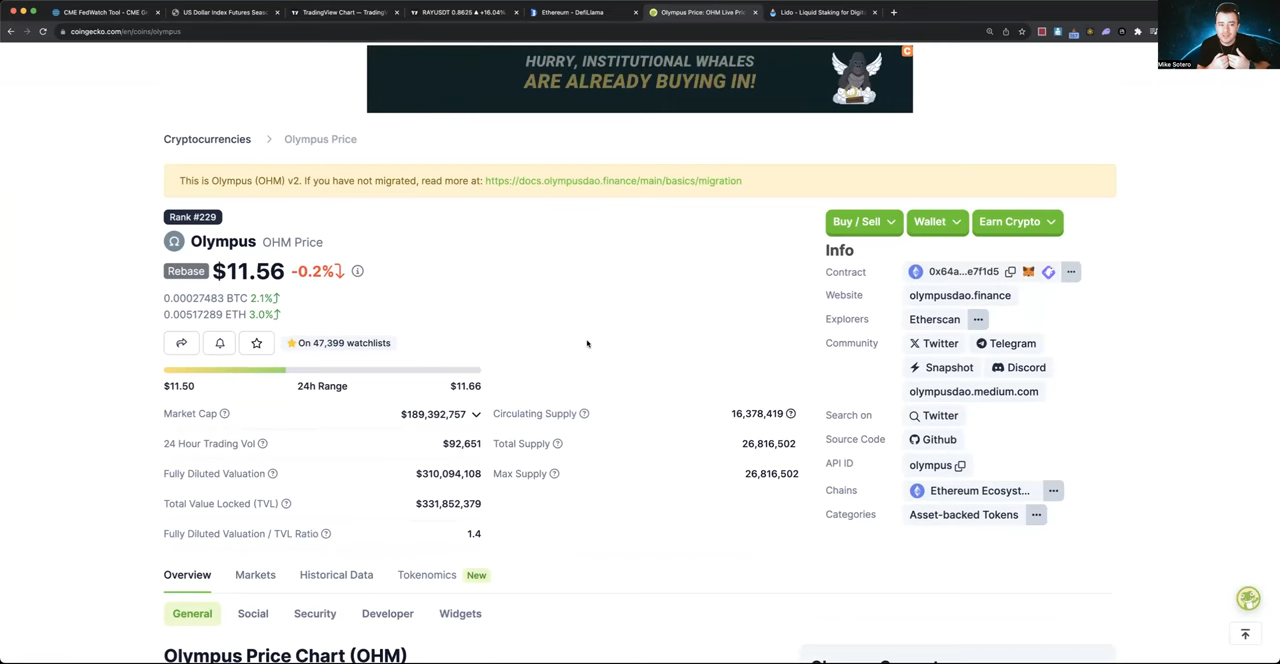 CME FedWatch Tool - CME G
US Dollar Index Futures Seas
TradingView Chart — Trading
RAYUSDT 0.8625 ▲ +16.04%
Ethereum - DefiLlama
Olympus Price: OHM Live Pri
Lido - Liquid Staking for Digit
coingecko.com/en/coins/olympus
Mike Sotero
HURRY, INSTITUTIONAL WHALES
ARE ALREADY BUYING IN!
Cryptocurrencies > Olympus Price
This is Olympus (OHM) v2. If you have not migrated, read more at: https://docs.olympusdao.finance/main/basics/migration
Rank #229
Olympus OHM Price
Rebase $11.56 -0.2%
0.00027483 BTC 2.1%
0.00517289 ETH 3.0%
On 47,399 watchlists
$11.50 24h Range $11.66
Market Cap $189,392,757
24 Hour Trading Vol $92,651
Fully Diluted Valuation $310,094,108
Total Value Locked (TVL) $331,852,379
Fully Diluted Valuation / TVL Ratio 1.4
Circulating Supply 16,378,419
Total Supply 26,816,502
Max Supply 26,816,502
Buy / Sell Wallet Earn Crypto
Info
Contract 0x64a...e7f1d5
Website olympusdao.finance
Explorers Etherscan
Community Twitter Telegram
Snapshot Discord
olympusdao.medium.com
Search on Twitter
Source Code Github
API ID olympus
Chains Ethereum Ecosyst...
Categories Asset-backed Tokens
Overview Markets Historical Data Tokenomics New
General Social Security Developer Widgets
Olympus Price Chart (OHM)